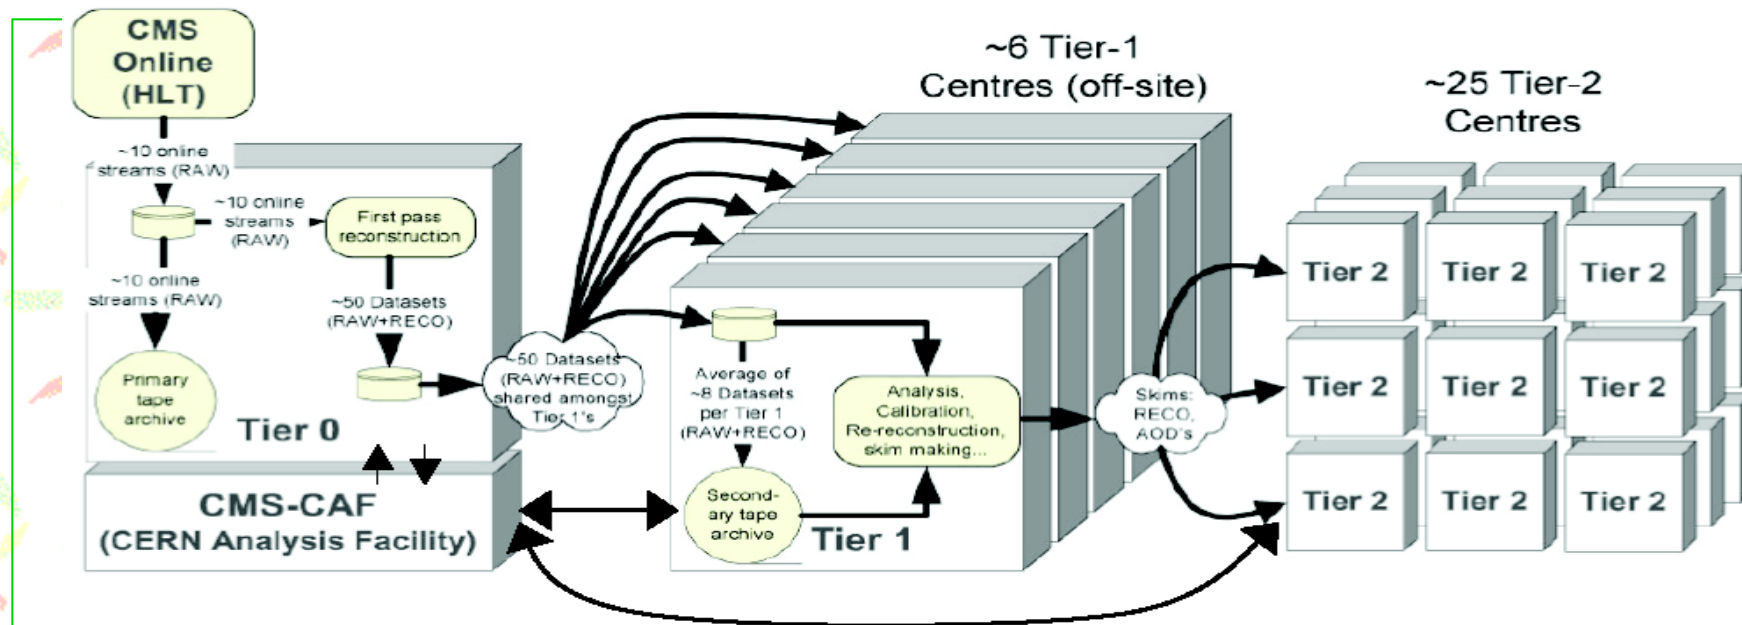 CMS
Online
(HLT)
~10 online
streams (RAW)
~10 online
streams
(RAW)
First pass
reconstruction
~10 online
streams (RAW)
~50 Datasets
(RAW+RECO)
Primary
tape
archive
Tier 0
~50 Datasets
(RAW+RECO)
shared amongst
Tier 1's
CMS-CAF
(CERN Analysis Facility)
~6 Tier-1
Centres (off-site)
Average of
~8 Datasets
per Tier 1
(RAW+RECO)
Analysis,
Calibration,
Re-reconstruction,
skim making...
Second-
ary tape
archive
Tier 1
Skims:
RECO,
AOD's
~25 Tier-2
Centres
Tier 2
Tier 2
Tier 2
Tier 2
Tier 2
Tier 2
Tier 2
Tier 2
Tier 2